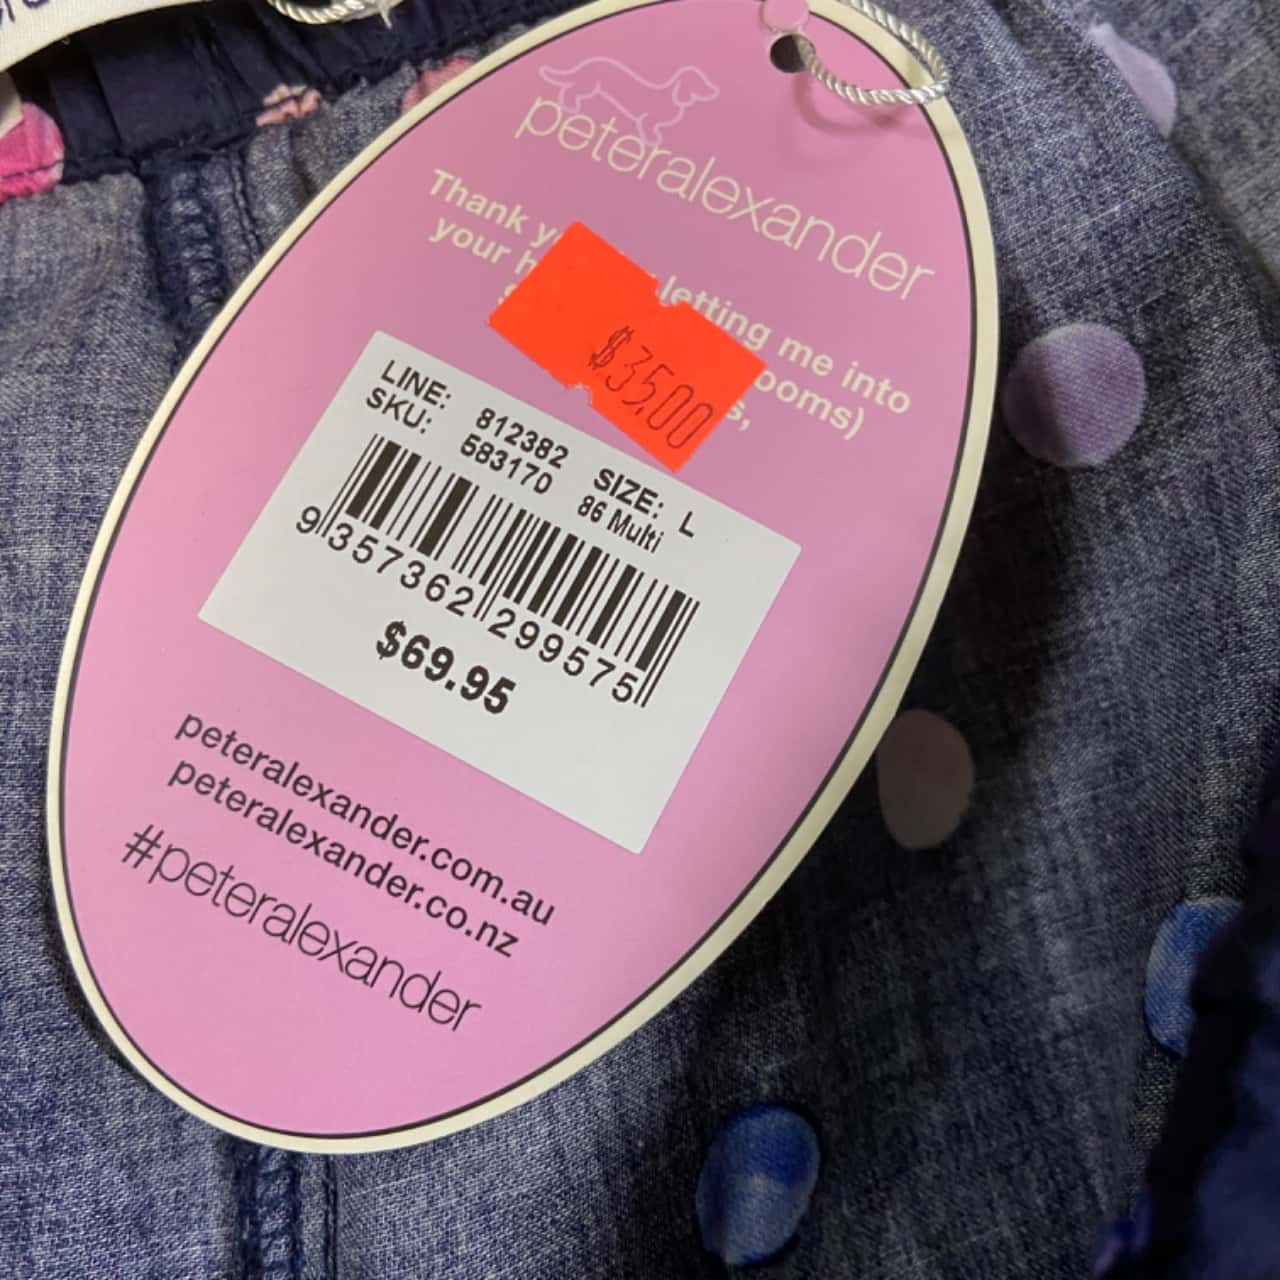 peteralexander
Thank letting me into
your ooms)
$35.00
LINE: 812382 SIZE: L
SKU: 583170 86 Multi
9 357362 299575
$69.95
peteralexander.com.au
peteralexander.co.nz
#peteralexander